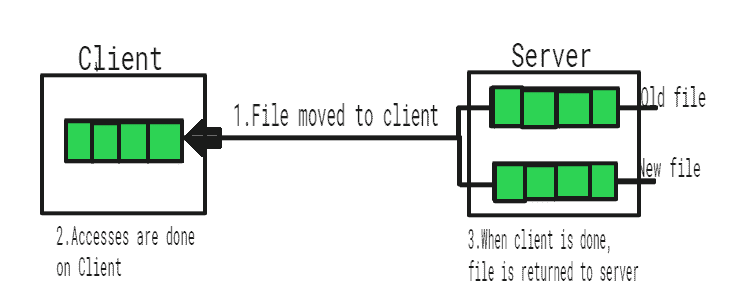 Client
Server
1.File moved to client
Old file
New file
2.Accesses are done
on Client
3.When client is done,
file is returned to server